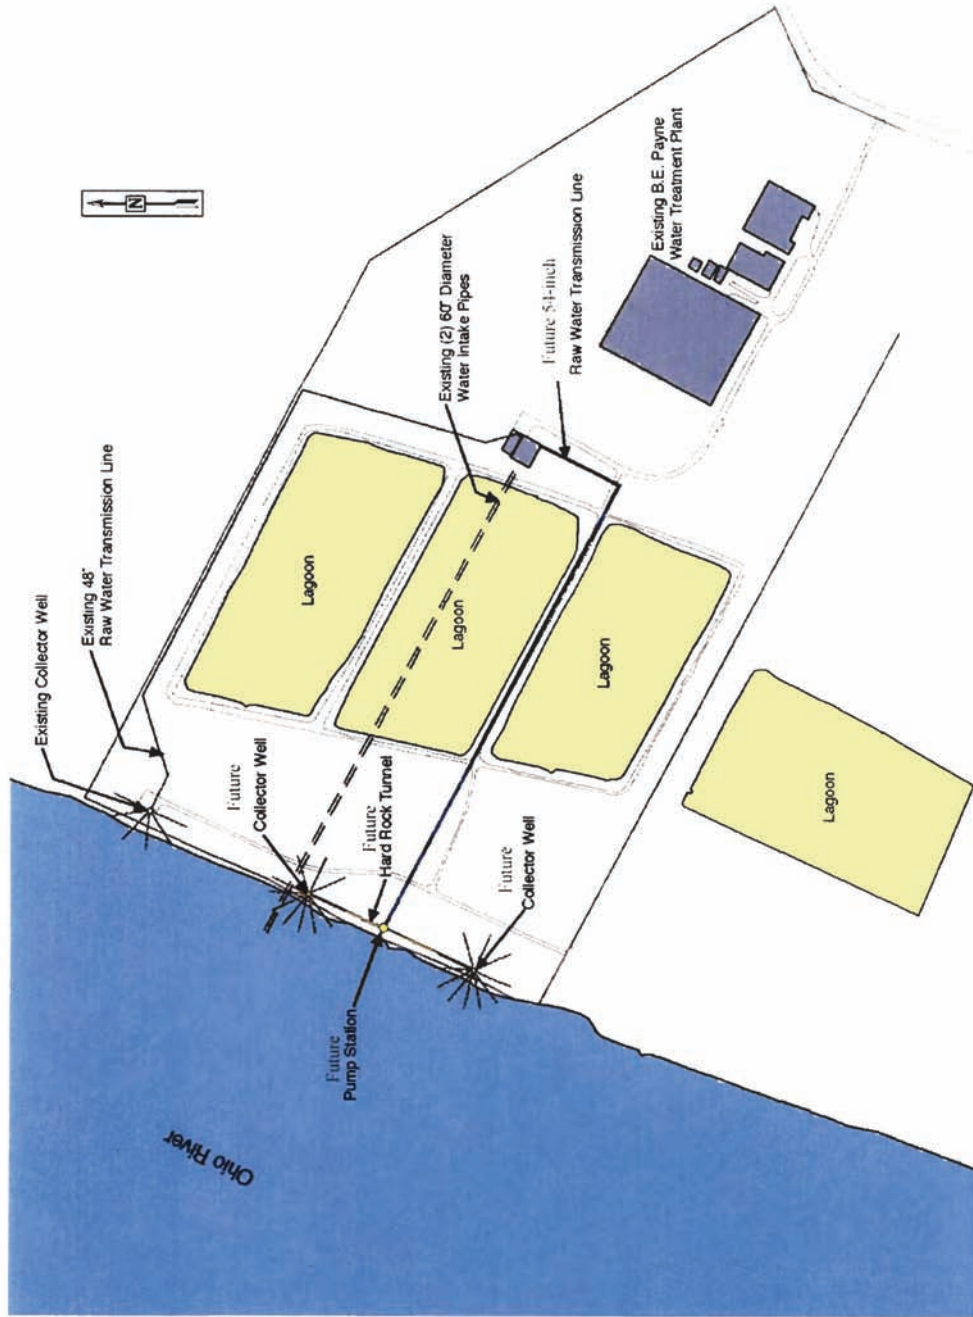 Existing Collector Well
Existing 48"
Raw Water Transmission Line
N
Future
Collector Well
Future
Hard Rock Tunnel
Lagoon
Existing (2) 60" Diameter
Water Intake Pipes
Lagoon
Future 54-inch
Raw Water Transmission Line
Future
Pump Station
Future
Collector Well
Lagoon
Existing B.E. Payne
Water Treatment Plant
Lagoon
Ohio River